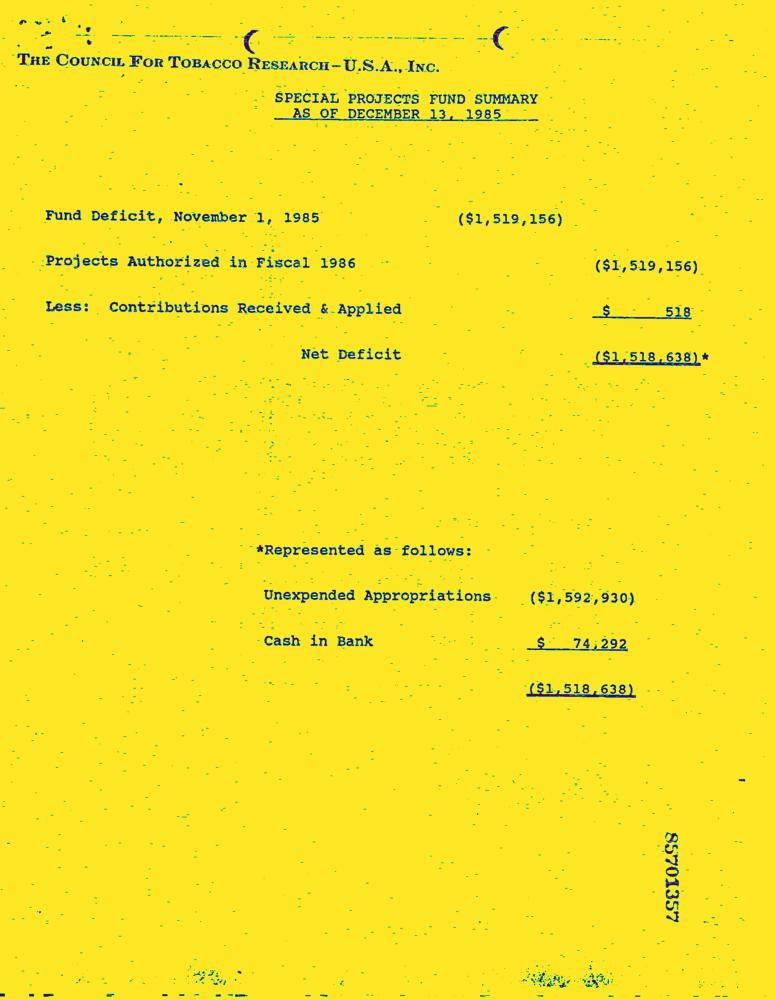 THE COUNCIL FOR TOBACCO RESEARCH-U.S.A., INC.
SPECIAL PROJECTS FUND SUMMARY
AS OF DECEMBER 13, 1985
Fund Deficit, November 1, 1985 ($1,519,156)
Projects Authorized in Fiscal 1986 ($1,519,156)
Less: Contributions Received & Applied $ 518
Net Deficit ($1,518,638)*
*Represented as follows:
Unexpended Appropriations ($1,592,930)
Cash in Bank $ 74,292
($1,518,638)
85701357